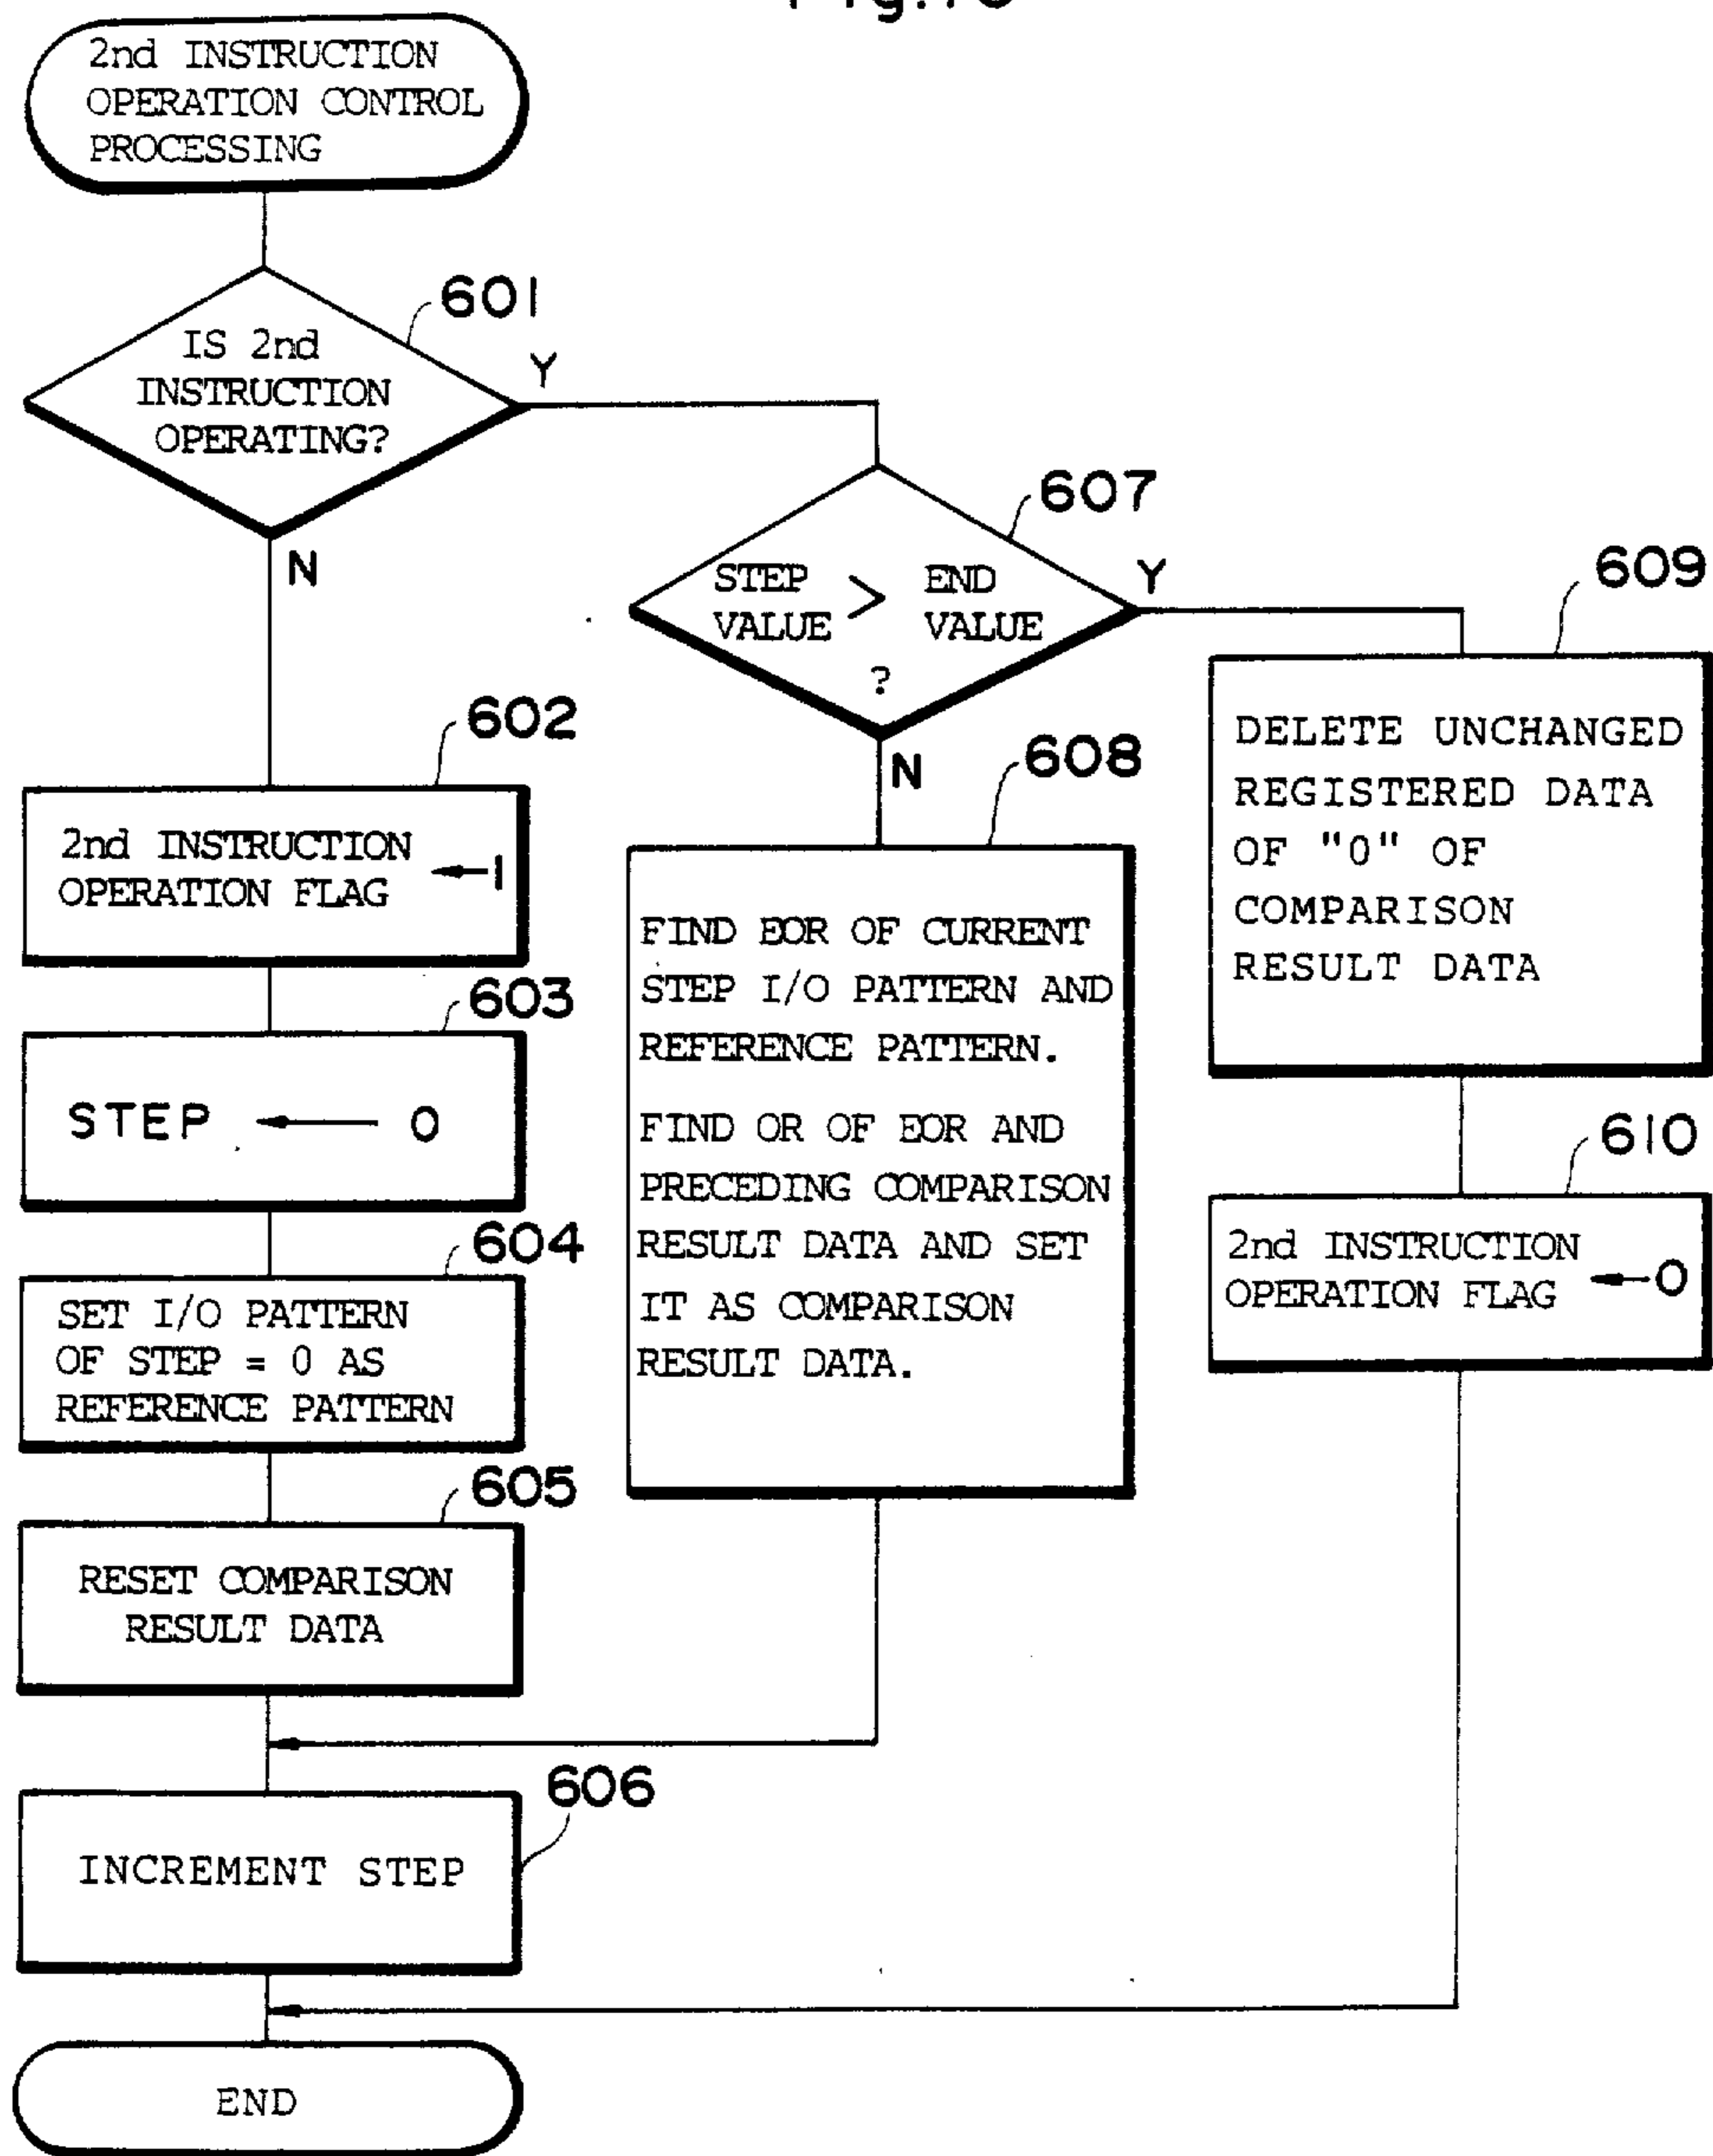 2nd INSTRUCTION
OPERATION CONTROL
PROCESSING
601
IS 2nd
INSTRUCTION
OPERATING?
Y
N
607
STEP
VALUE
>
END
VALUE
?
Y
N
602
2nd INSTRUCTION
OPERATION FLAG ← 1
603
STEP ← 0
604
SET I/O PATTERN
OF STEP = 0 AS
REFERENCE PATTERN
605
RESET COMPARISON
RESULT DATA
606
INCREMENT STEP
608
FIND EOR OF CURRENT
STEP I/O PATTERN AND
REFERENCE PATTERN.
FIND OR OF EOR AND
PRECEDING COMPARISON
RESULT DATA AND SET
IT AS COMPARISON
RESULT DATA.
609
DELETE UNCHANGED
REGISTERED DATA
OF "0" OF
COMPARISON
RESULT DATA
610
2nd INSTRUCTION
OPERATION FLAG ← 0
END